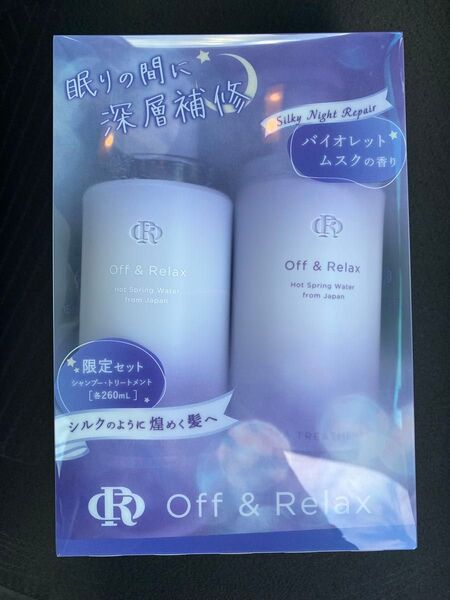 眠りの間に
深層補修
Silky Night Repair
バイオレット
ムスクの香り
Off & Relax
Hot Spring Water
from Japan
Off & Relax
Hot Spring Water
from Japan
限定セット
シャンプー・トリートメント
[各260mL]
シルクのように煌めく髪へ
Off & Relax